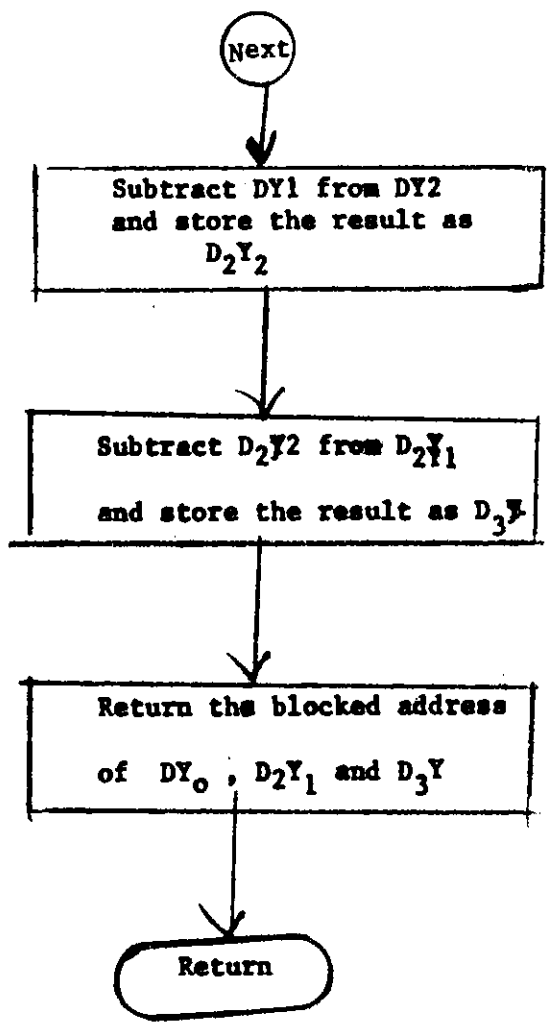 Next
Subtract DY1 from DY2
and store the result as
D₂Y₂
Subtract D₂Y2 from D₂Y₁
and store the result as D₃Y
Return the blocked address
of DYₒ , D₂Y₁ and D₃Y
Return